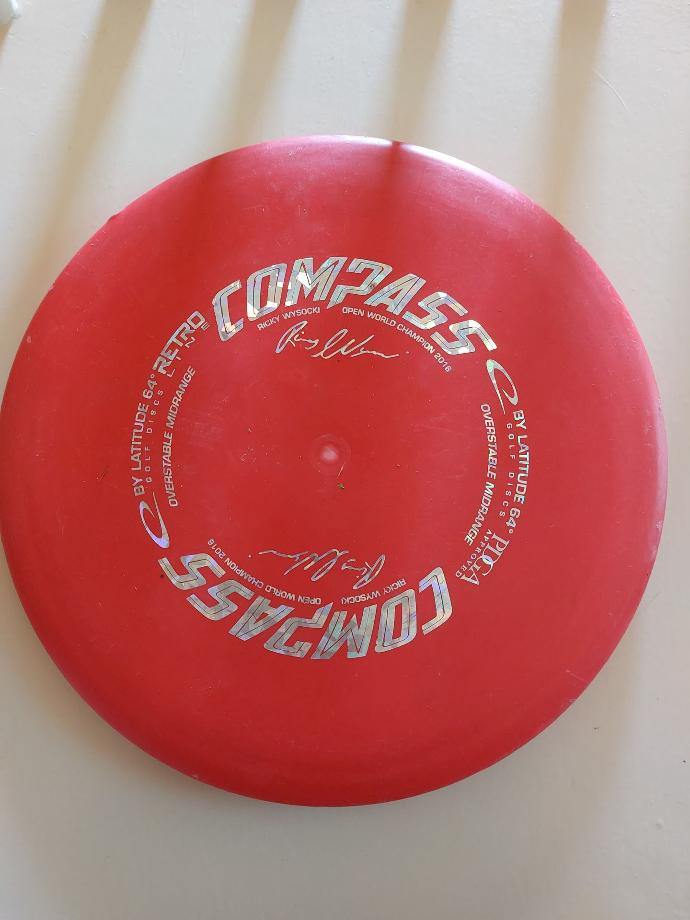 COMPASS
RICKY WYSOCKI OPEN WORLD CHAMPION 2016
BY LATITUDE 64°
GOLF DISCS
OVERSTABLE MIDRANGE
PDGA
APPROVED
COMPASS
RICKY WYSOCKI OPEN WORLD CHAMPION 2016
BY LATITUDE 64°
GOLF DISCS
OVERSTABLE MIDRANGE
RETRO
LINE